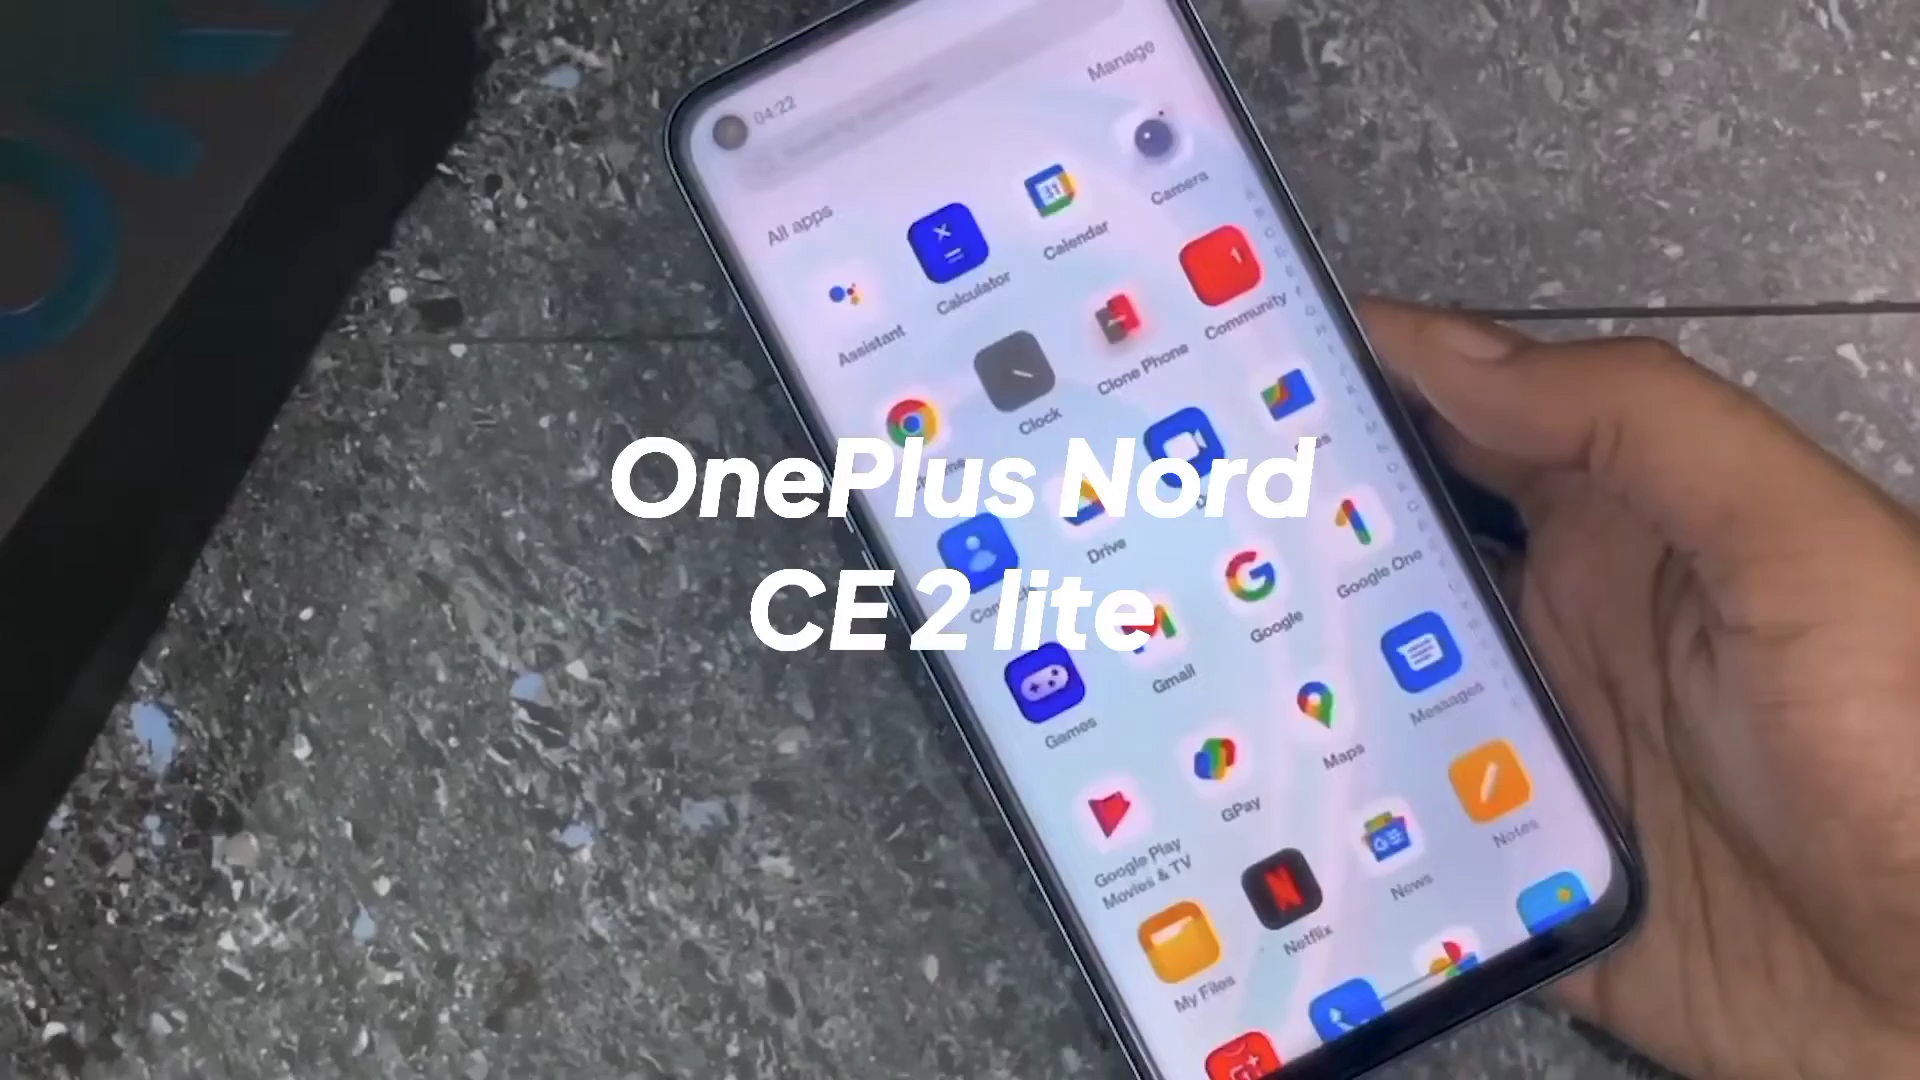 04:22
Manage
All apps
Assistant
Calculator
Calendar
Camera
Clock
Clone Phone
Community
Drive
Gmail
Google
Google One
Games
GPay
Maps
Messages
Google Play
Movies & TV
My Files
Netflix
News
Notes
OnePlus Nord
CE 2 lite